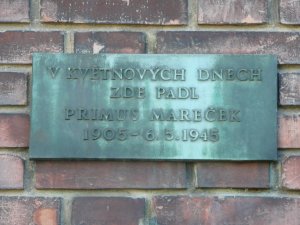 V KVĚTNOVÝCH DNECH
ZDE PADL
PRIMUS MAREČEK
1905 - 6.5.1945